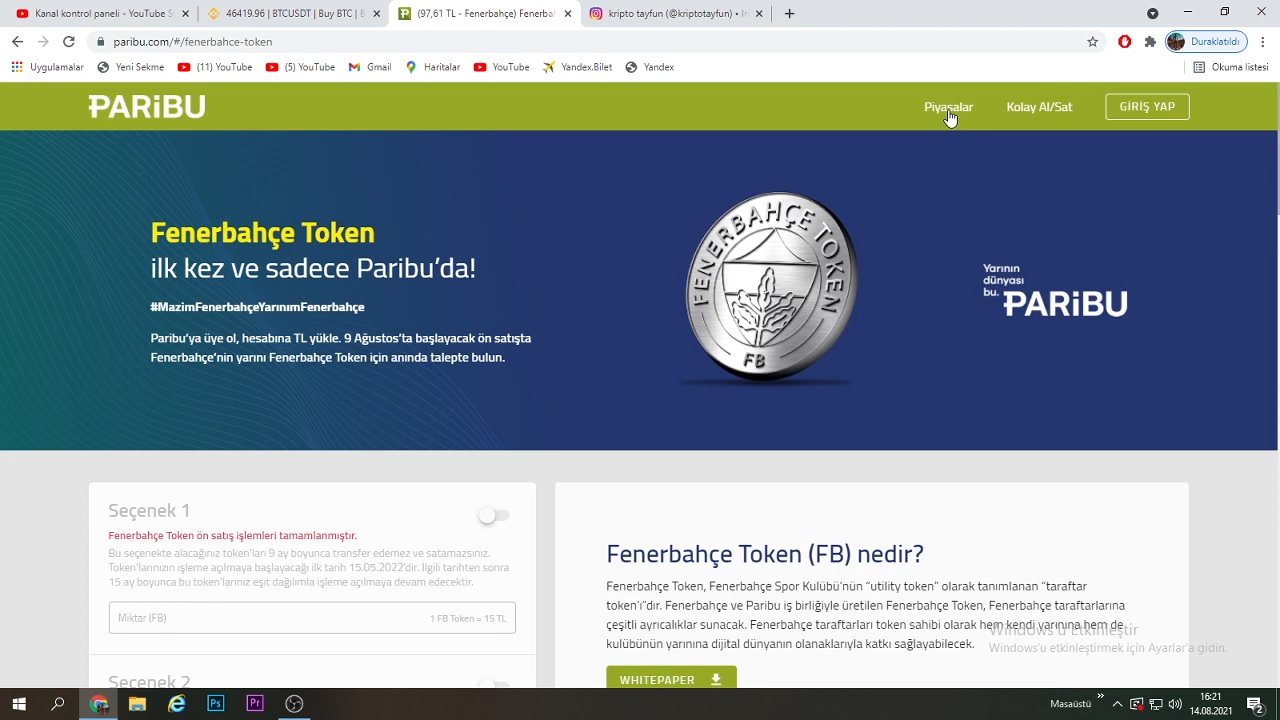 Kanal kontrol paneli - YouTube St
46419.96 | BTCUSDT | Buy BTC | B
(97,61 TL - Fenerbahçe) Fenerbah
kripto tayfun (@kriptotayfun) • In
paribu.com/#/fenerbahce-token
Duraklatıldı
Uygulamalar
Yeni Sekme
(11) YouTube
(5) YouTube
Gmail
Haritalar
YouTube
Yandex.Bilet
Yandex
Okuma listesi
PARiBU
Piyasalar
Kolay Al/Sat
GİRİŞ YAP
Fenerbahçe Token
ilk kez ve sadece Paribu’da!
#MazimFenerbahçeYarınımFenerbahçe
Paribu’ya üye ol, hesabına TL yükle. 9 Ağustos’ta başlayacak ön satışta
Fenerbahçe’nin yarını Fenerbahçe Token için anında talepte bulun.
FENERBAHÇE TOKEN
FB
Yarının
dünyası
bu.
PARiBU
Seçenek 1
Fenerbahçe Token ön satış işlemleri tamamlanmıştır.
Bu seçenekte alacağınız token’ları 9 ay boyunca transfer edemez ve satamazsınız.
Token’larınızın işleme açılmaya başlayacağı ilk tarih 15.05.2022’dir. İlgili tarihten sonra
15 ay boyunca bu token’larınız eşit dağılımla işleme açılmaya devam edecektir.
Miktar (FB)
1 FB Token = 15 TL
Seçenek 2
Fenerbahçe Token (FB) nedir?
Fenerbahçe Token, Fenerbahçe Spor Kulübü’nün “utility token” olarak tanımlanan “taraftar
token’ı”dır. Fenerbahçe ve Paribu iş birliğiyle üretilen Fenerbahçe Token, Fenerbahçe taraftarlarına
çeşitli ayrıcalıklar sunacak. Fenerbahçe taraftarları token sahibi olarak hem kendi yarınına hem de
kulübünün yarınına dijital dünyanın olanaklarıyla katkı sağlayabilecek.
WHITEPAPER
Windows'u Etkinleştir
Windows'u etkinleştirmek için Ayarlar'a gidin.
Masaüstü
16:21
14.08.2021
2